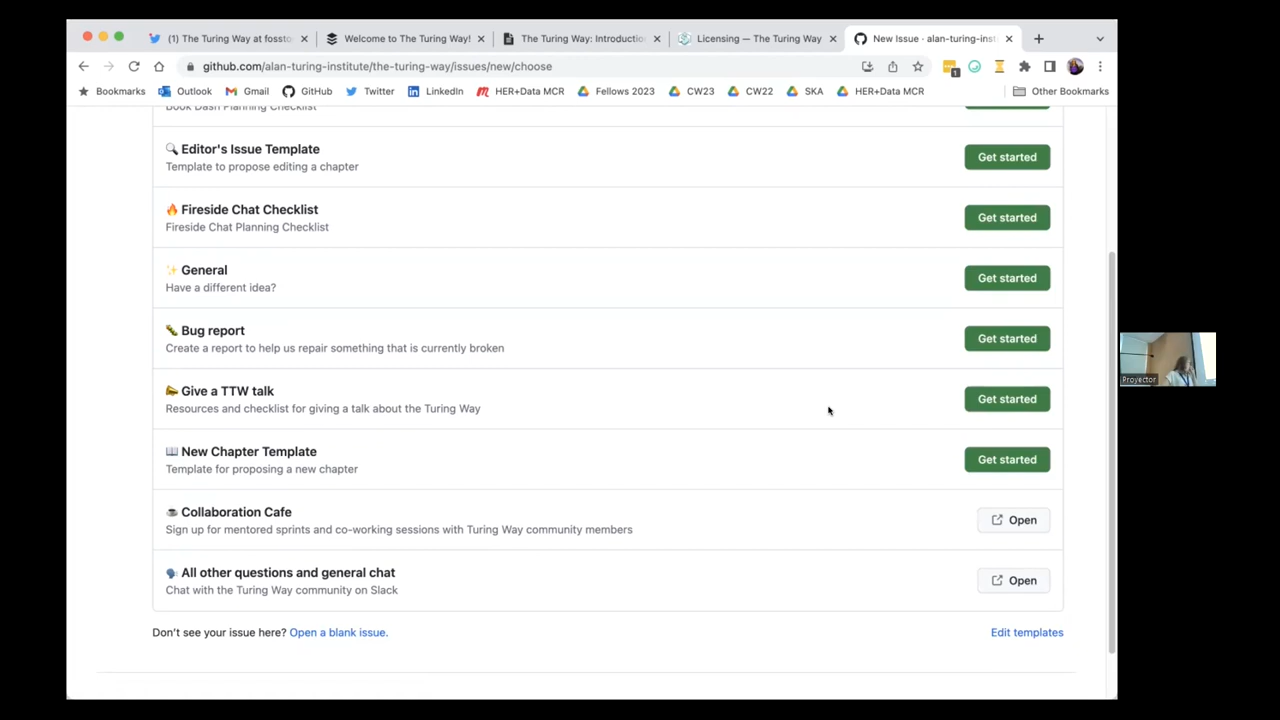 (1) The Turing Way at fosst
Welcome to The Turing Way!
The Turing Way: Introductio
Licensing — The Turing Way
New Issue · alan-turing-inst
github.com/alan-turing-institute/the-turing-way/issues/new/choose
1
Bookmarks
Outlook
Gmail
GitHub
Twitter
LinkedIn
HER+Data MCR
Fellows 2023
CW23
CW22
SKA
HER+Data MCR
Other Bookmarks
Book Dash Planning Checklist
Editor's Issue Template
Template to propose editing a chapter
Get started
Fireside Chat Checklist
Fireside Chat Planning Checklist
Get started
General
Have a different idea?
Get started
Bug report
Create a report to help us repair something that is currently broken
Get started
Give a TTW talk
Resources and checklist for giving a talk about the Turing Way
Get started
New Chapter Template
Template for proposing a new chapter
Get started
Collaboration Cafe
Sign up for mentored sprints and co-working sessions with Turing Way community members
Open
All other questions and general chat
Chat with the Turing Way community on Slack
Open
Don't see your issue here? Open a blank issue.
Edit templates
Proyector